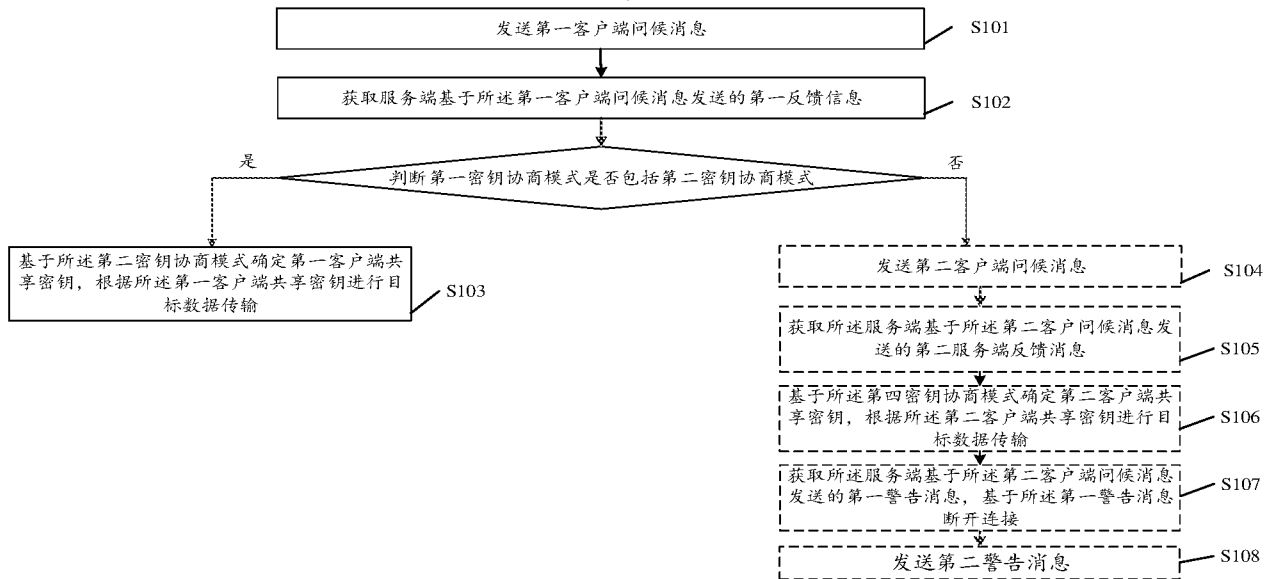 发送第一客户端问候消息
S101
获取服务端基于所述第一客户端问候消息发送的第一反馈信息
S102
是
否
判断第一密钥协商模式是否包括第二密钥协商模式
基于所述第二密钥协商模式确定第一客户端共
享密钥，根据所述第一客户端共享密钥进行目
标数据传输
S103
发送第二客户端问候消息
S104
获取所述服务端基于所述第二客户问候消息发
送的第二服务端反馈消息
S105
基于所述第四密钥协商模式确定第二客户端共
享密钥，根据所述第二客户端共享密钥进行目
标数据传输
S106
获取所述服务端基于所述第二客户端问候消息
发送的第一警告消息，基于所述第一警告消息
断开连接
S107
发送第二警告消息
S108